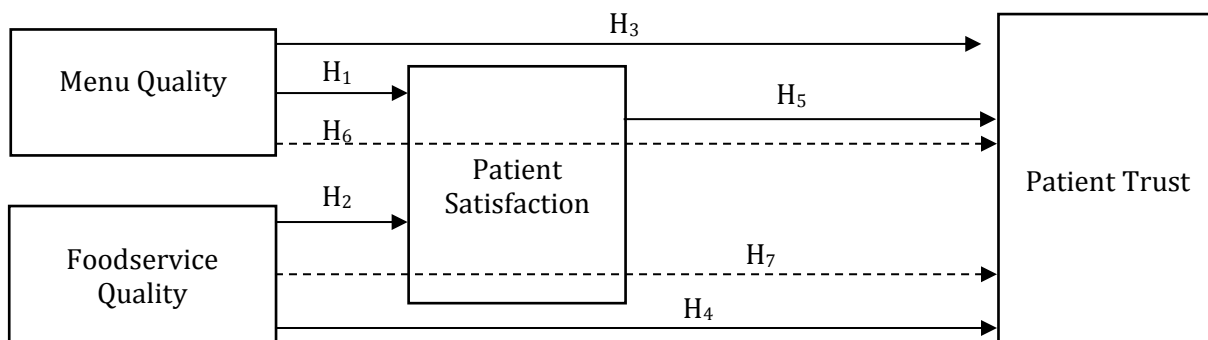 H₃
Menu Quality
H₁
H₅
H₆
Patient
Satisfaction
Patient Trust
H₂
Foodservice
Quality
H₇
H₄